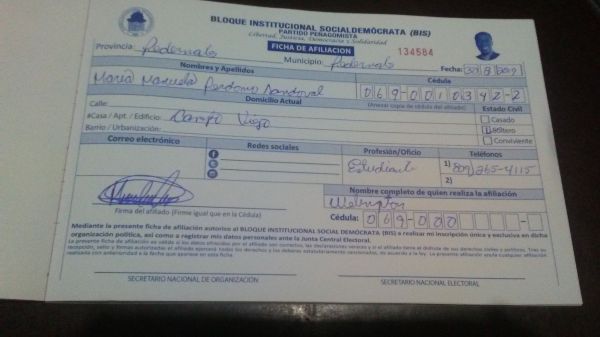 BLOQUE INSTITUCIONAL SOCIALDEMÓCRATA (BIS)
PARTIDO PEÑAGOMISTA
Libertad, Justicia, Democracia y Solidaridad
FICHA DE AFILIACION
134584
Provincia: Pedernales Municipio: Pedernales Fecha:
Nombres y Apellidos Cédula
María Manuela Perdomo Sandoval 069-0010342-2
Domicilio Actual (Anexar copia de cédula del afiliado) Estado Civil
Calle: Casado
#Casa / Apt. / Edificio: Soltero
Barrio / Urbanización: Conviviente
Correo electrónico Redes sociales Profesión/Oficio Teléfonos
Estudiante 1) 809) 265-4115
2)
Nombre completo de quien realiza la afiliación
Firma del afiliado (Firme igual que en la Cédula) Cédula: 069-000
Mediante la presente ficha de afiliación autorizo al BLOQUE INSTITUCIONAL SOCIALDEMÓCRATA (BIS) a realizar mi inscripción única y exclusiva en dicha
organización política, así como a registrar mis datos personales ante la Junta Central Electoral.
SECRETARIO NACIONAL DE ORGANIZACIÓN SECRETARIO NACIONAL ELECTORAL